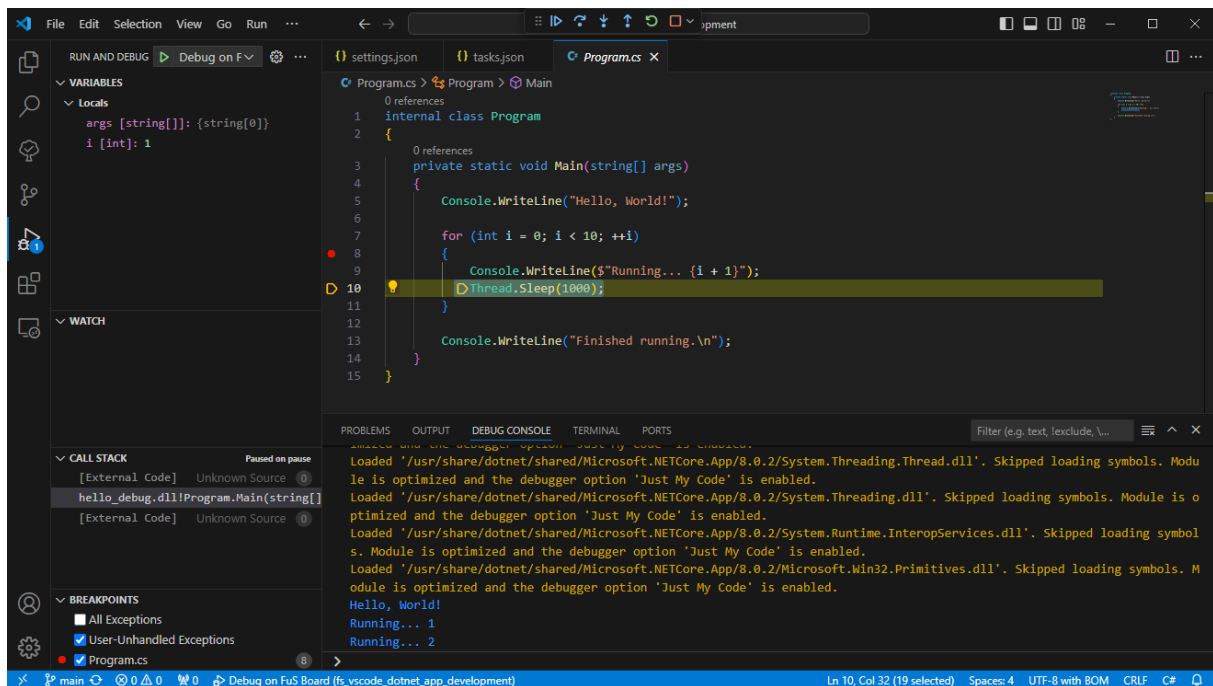 File Edit Selection View Go Run ···
pment
RUN AND DEBUG Debug on F ···
VARIABLES
Locals
args [string[]]: {string[0]}
i [int]: 1
WATCH
CALL STACK Paused on pause
[External Code] Unknown Source 0
hello_debug.dll!Program.Main(string[]
[External Code] Unknown Source 0
BREAKPOINTS
All Exceptions
User-Unhandled Exceptions
Program.cs 8
1
{} settings.json {} tasks.json C# Program.cs
C# Program.cs > Program > Main
0 references
1 internal class Program
2 {
0 references
3 private static void Main(string[] args)
4 {
5 Console.WriteLine("Hello, World!");
6
7 for (int i = 0; i < 10; ++i)
8 {
9 Console.WriteLine($"Running... {i + 1}");
10 Thread.Sleep(1000);
11 }
12
13 Console.WriteLine("Finished running.\n");
14 }
15 }
PROBLEMS OUTPUT DEBUG CONSOLE TERMINAL PORTS Filter (e.g. text, !exclude, \...
imized and the debugger option 'Just My Code' is enabled.
Loaded '/usr/share/dotnet/shared/Microsoft.NETCore.App/8.0.2/System.Threading.Thread.dll'. Skipped loading symbols. Modu
le is optimized and the debugger option 'Just My Code' is enabled.
Loaded '/usr/share/dotnet/shared/Microsoft.NETCore.App/8.0.2/System.Threading.dll'. Skipped loading symbols. Module is o
ptimized and the debugger option 'Just My Code' is enabled.
Loaded '/usr/share/dotnet/shared/Microsoft.NETCore.App/8.0.2/System.Runtime.InteropServices.dll'. Skipped loading symbol
s. Module is optimized and the debugger option 'Just My Code' is enabled.
Loaded '/usr/share/dotnet/shared/Microsoft.NETCore.App/8.0.2/Microsoft.Win32.Primitives.dll'. Skipped loading symbols. M
odule is optimized and the debugger option 'Just My Code' is enabled.
Hello, World!
Running... 1
Running... 2
>
main 0 0 0 Debug on FuS Board (fs_vscode_dotnet_app_development) Ln 10, Col 32 (19 selected) Spaces: 4 UTF-8 with BOM CRLF C#